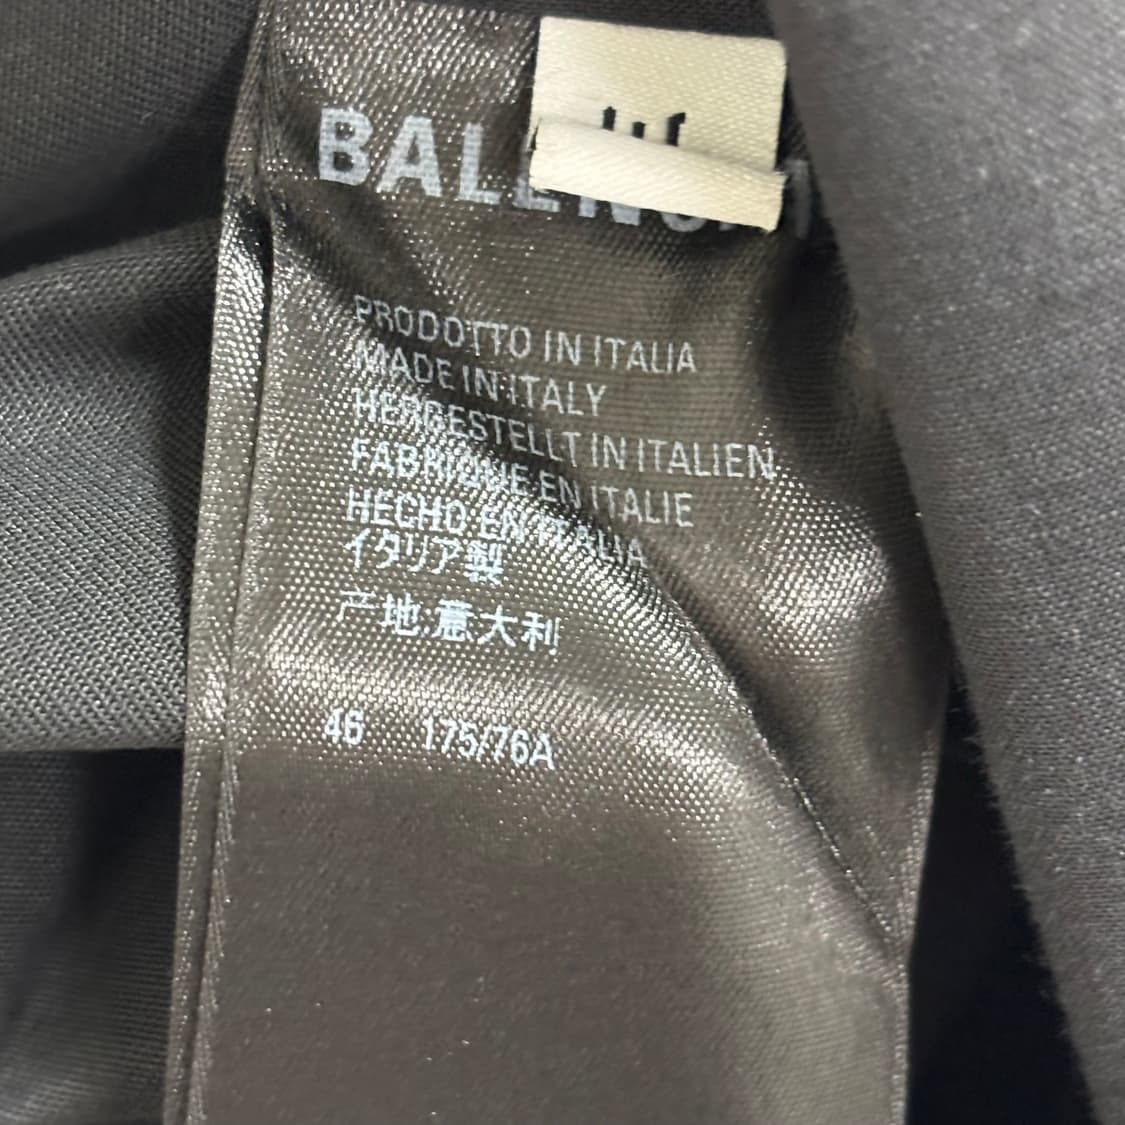 BALENCI
PRODOTTO IN ITALIA
MADE IN ITALY
HERGESTELLT IN ITALIEN
FABRIQUE EN ITALIE
HECHO EN ITALIA
イタリア製
产地:意大利
46 175/76A